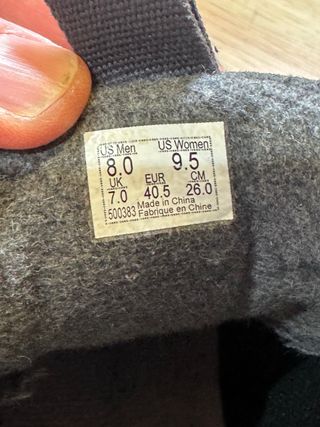 US Men US Women
8.0 9.5
UK EUR CM
7.0 40.5 26.0
500383 Made in China
Fabrique en Chine